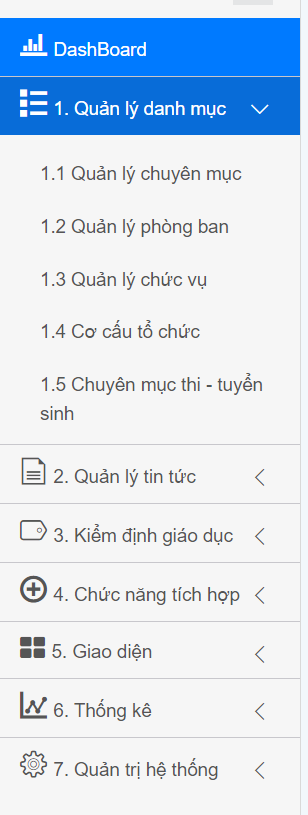 DashBoard
1. Quản lý danh mục
1.1 Quản lý chuyên mục
1.2 Quản lý phòng ban
1.3 Quản lý chức vụ
1.4 Cơ cấu tổ chức
1.5 Chuyên mục thi - tuyển
sinh
2. Quản lý tin tức
3. Kiểm định giáo dục
4. Chức năng tích hợp
5. Giao diện
6. Thống kê
7. Quản trị hệ thống